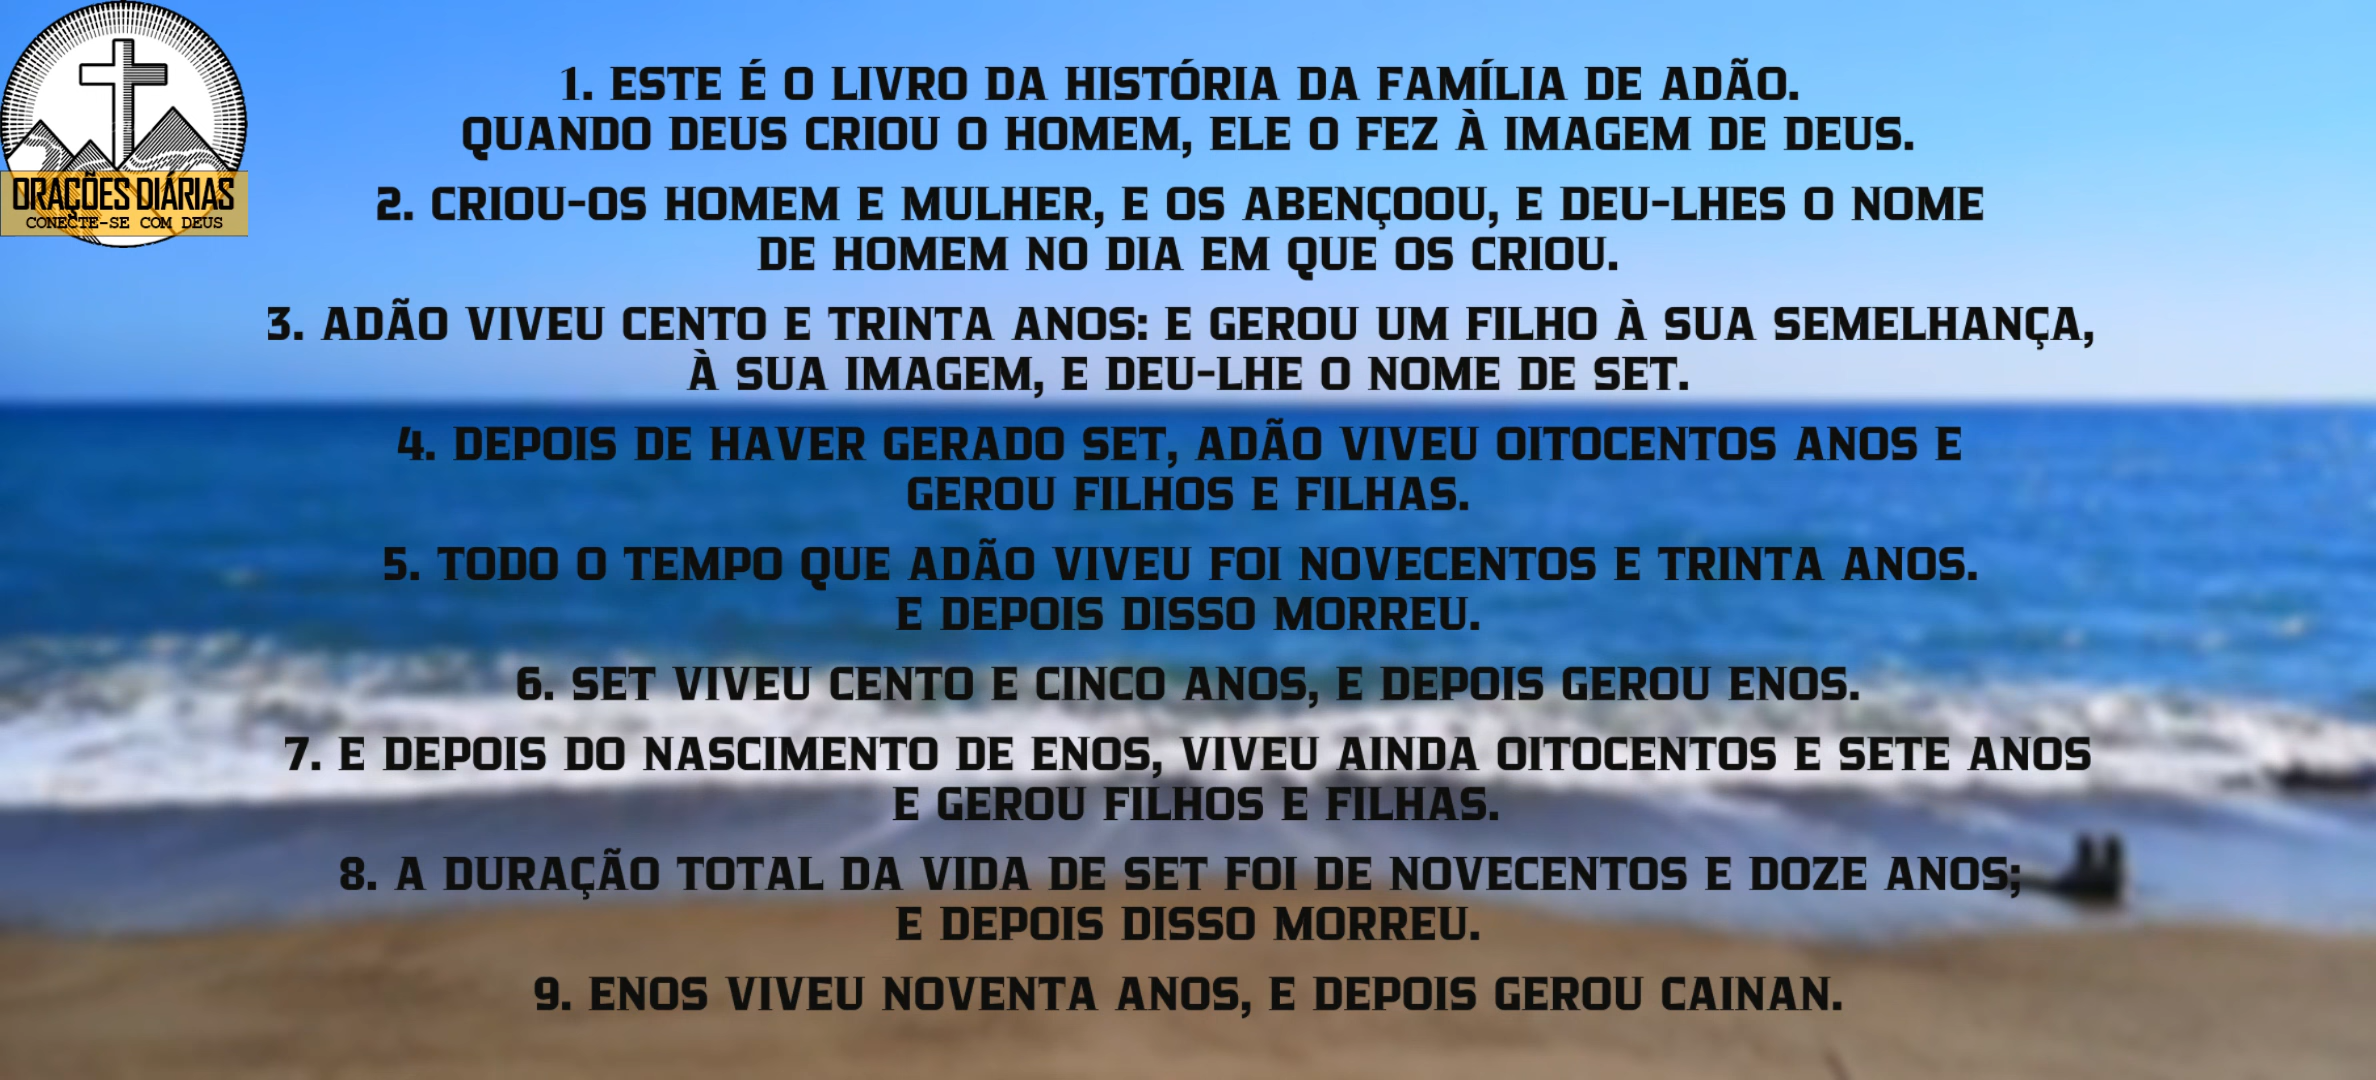 ORAÇÕES DIÁRIAS
CONECTE-SE COM DEUS
1. ESTE É O LIVRO DA HISTÓRIA DA FAMÍLIA DE ADÃO.
QUANDO DEUS CRIOU O HOMEM, ELE O FEZ À IMAGEM DE DEUS.
2. CRIOU-OS HOMEM E MULHER, E OS ABENÇOOU, E DEU-LHES O NOME
DE HOMEM NO DIA EM QUE OS CRIOU.
3. ADÃO VIVEU CENTO E TRINTA ANOS: E GEROU UM FILHO À SUA SEMELHANÇA,
À SUA IMAGEM, E DEU-LHE O NOME DE SET.
4. DEPOIS DE HAVER GERADO SET, ADÃO VIVEU OITOCENTOS ANOS E
GEROU FILHOS E FILHAS.
5. TODO O TEMPO QUE ADÃO VIVEU FOI NOVECENTOS E TRINTA ANOS.
E DEPOIS DISSO MORREU.
6. SET VIVEU CENTO E CINCO ANOS, E DEPOIS GEROU ENOS.
7. E DEPOIS DO NASCIMENTO DE ENOS, VIVEU AINDA OITOCENTOS E SETE ANOS
E GEROU FILHOS E FILHAS.
8. A DURAÇÃO TOTAL DA VIDA DE SET FOI DE NOVECENTOS E DOZE ANOS;
E DEPOIS DISSO MORREU.
9. ENOS VIVEU NOVENTA ANOS, E DEPOIS GEROU CAINAN.